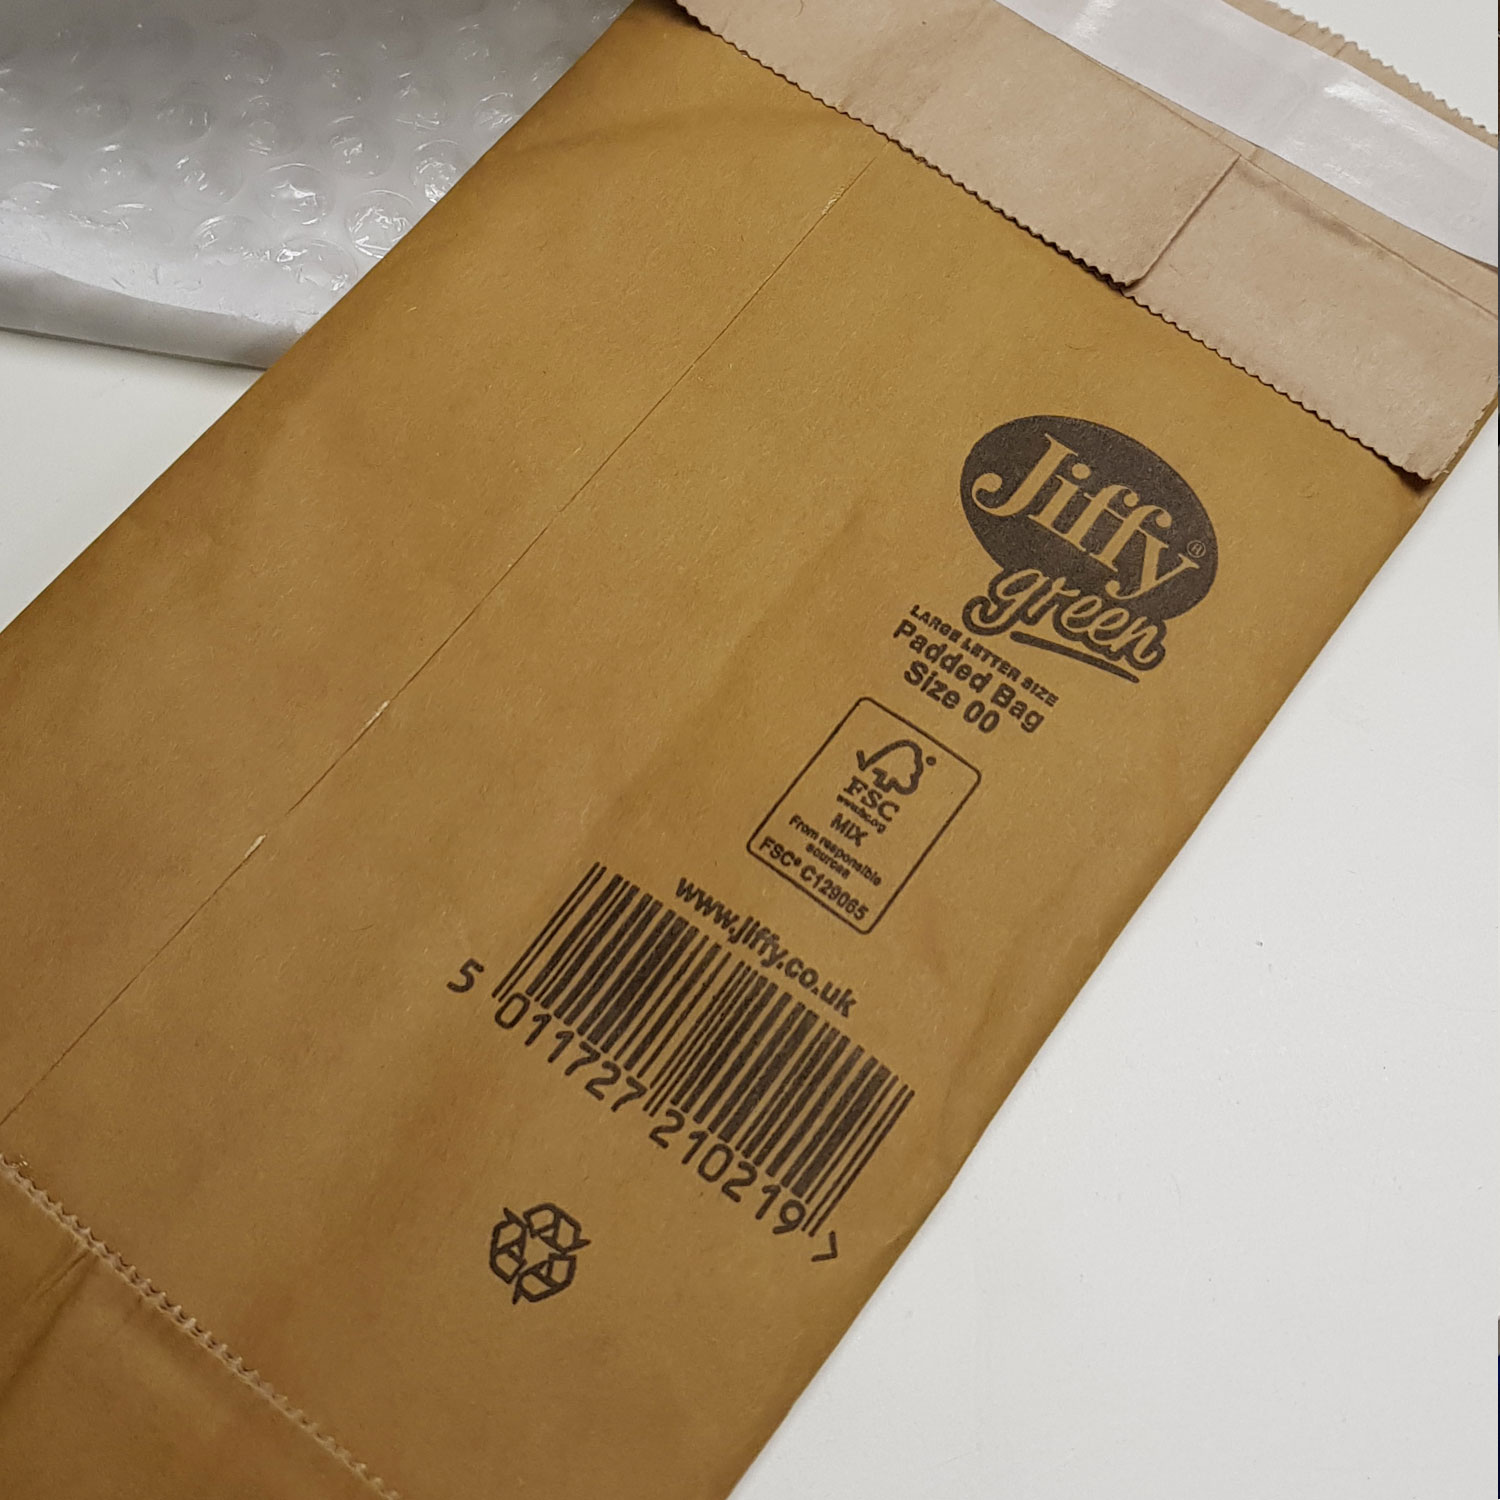 Jiffy®
green
LARGE LETTER SIZE
Padded Bag
Size 00
FSC
www.fsc.org
MIX
From responsible
sources
FSC® C129065
www.jiffy.co.uk
5 011727 210219 >